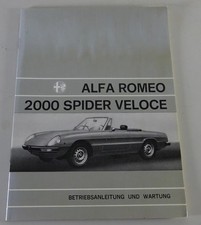 ALFA ROMEO
2000 SPIDER VELOCE
BETRIEBSANLEITUNG UND WARTUNG